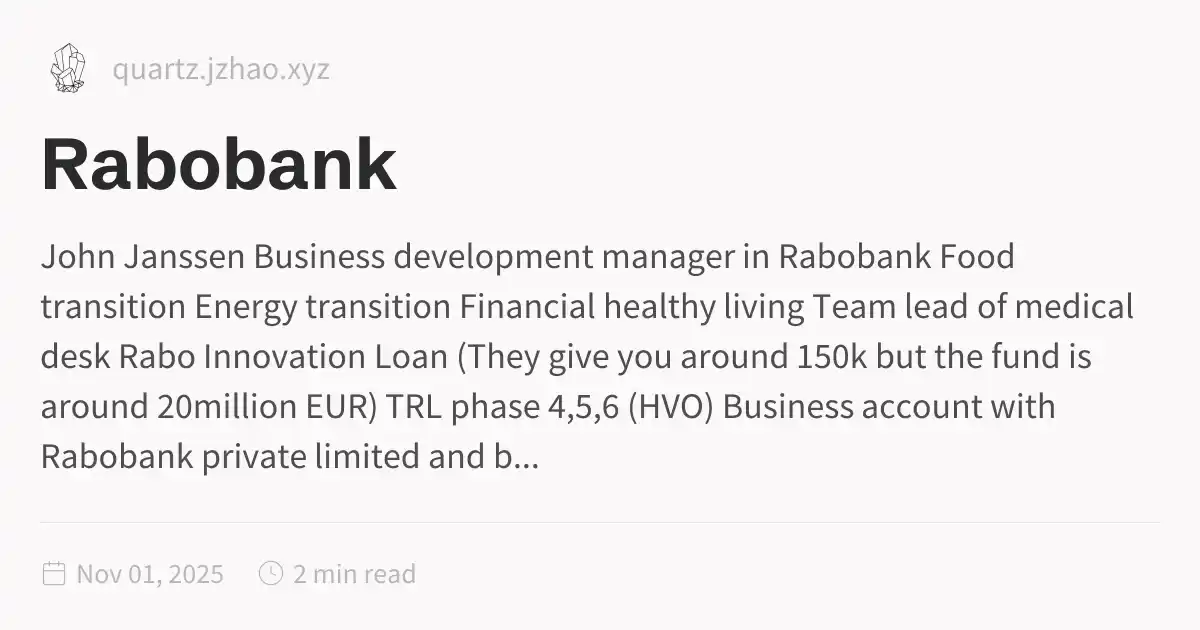 quartz.jzhao.xyz
Rabobank
John Janssen Business development manager in Rabobank Food
transition Energy transition Financial healthy living Team lead of medical
desk Rabo Innovation Loan (They give you around 150k but the fund is
around 20million EUR) TRL phase 4,5,6 (HVO) Business account with
Rabobank private limited and b...
Nov 01, 2025 2 min read